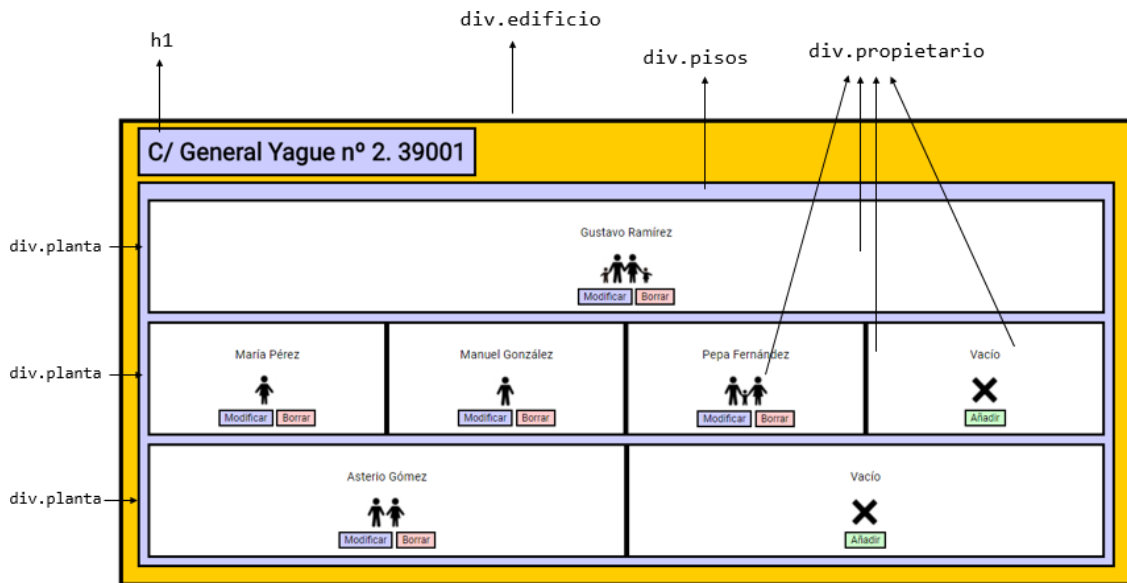 div.edificio
h1
div.pisos
div.propietario
C/ General Yague nº 2. 39001
div.planta
Gustavo Ramírez
Modificar Borrar
div.planta
María Pérez
Modificar Borrar
Manuel González
Modificar Borrar
Pepa Fernández
Modificar Borrar
Vacío
Añadir
div.planta
Asterio Gómez
Modificar Borrar
Vacío
Añadir